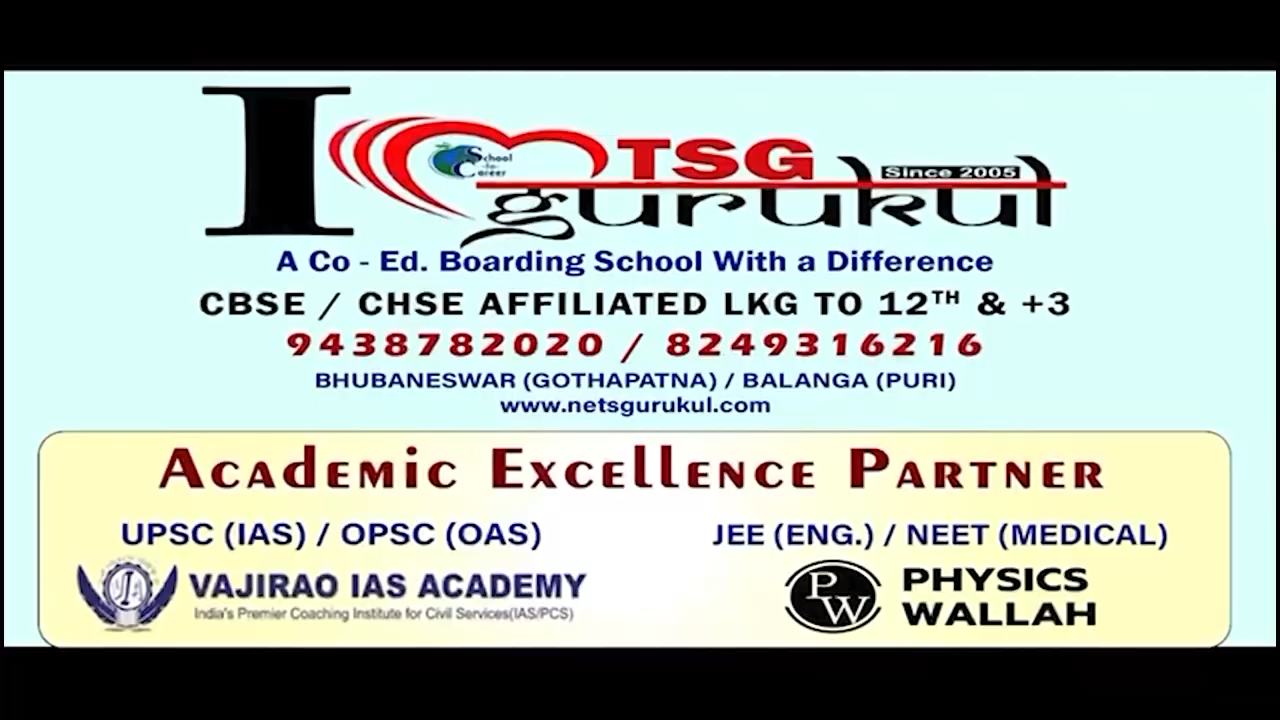 I TSG
gurukul
Since 2005
School
-to-
Career
A Co - Ed. Boarding School With a Difference
CBSE / CHSE AFFILIATED LKG TO 12TH & +3
9438782020 / 8249316216
BHUBANESWAR (GOTHAPATNA) / BALANGA (PURI)
www.netsgurukul.com
Academic Excellence Partner
UPSC (IAS) / OPSC (OAS)
VAJIRAO IAS ACADEMY
India's Premier Coaching Institute for Civil Services(IAS/PCS)
JEE (ENG.) / NEET (MEDICAL)
PW
PHYSICS
WALLAH